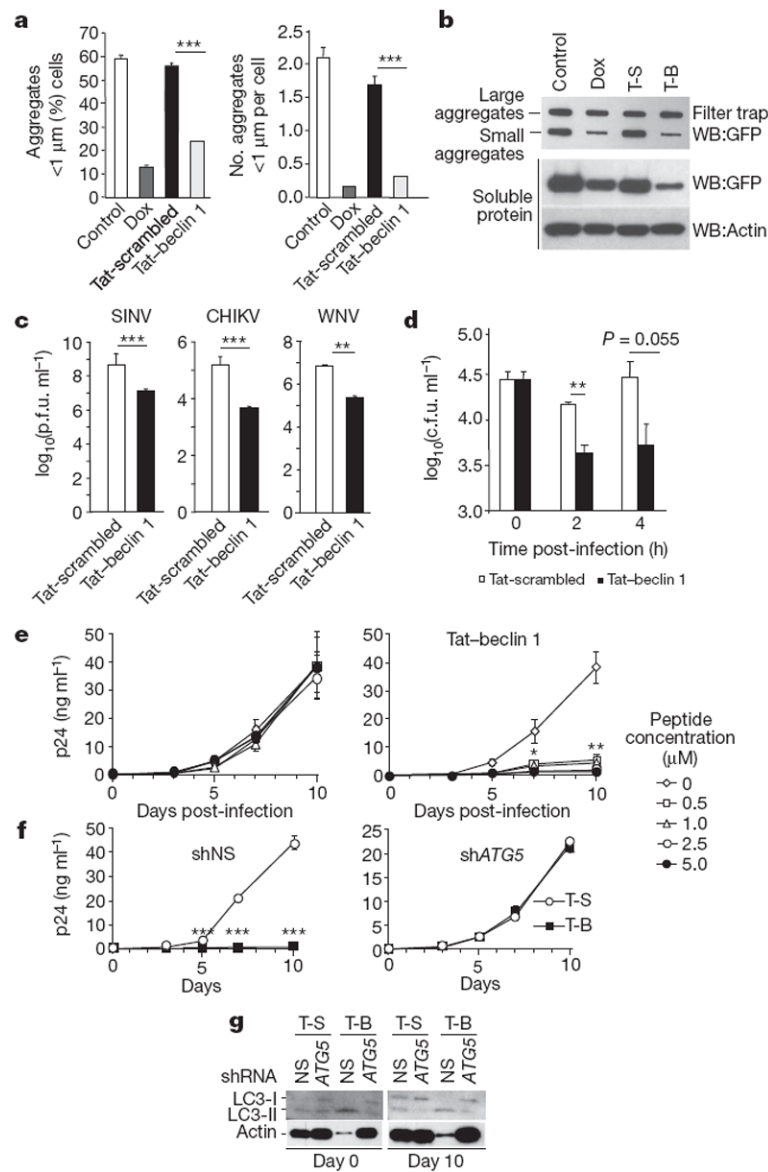 a
70
60
50
40
30
20
10
0
Aggregates
<1 μm (%) cells
***
Control
Dox
Tat-scrambled
Tat–beclin 1
2.5
2.0
1.5
1.0
0.5
0.0
No. aggregates
<1 μm per cell
***
Control
Dox
Tat-scrambled
Tat–beclin 1
b
Control
Dox
T-S
T-B
Large
aggregates
Small
aggregates
Filter trap
WB:GFP
Soluble
protein
WB:GFP
WB:Actin
c
SINV
CHIKV
WNV
log10(p.f.u. ml−1)
10
8
6
4
2
0
***
Tat-scrambled
Tat–beclin 1
6
4
2
0
***
Tat-scrambled
Tat–beclin 1
8
6
4
2
0
**
Tat-scrambled
Tat–beclin 1
d
log10(c.f.u. ml−1)
5.0
4.5
4.0
3.5
3.0
**
P = 0.055
0 2 4
Time post-infection (h)
Tat-scrambled Tat–beclin 1
e
p24 (ng ml−1)
50
40
30
20
10
0
0 5 10
Days post-infection
Tat–beclin 1
50
40
30
20
10
0
* **
0 5 10
Days post-infection
Peptide
concentration
(μM)
0
0.5
1.0
2.5
5.0
f
p24 (ng ml−1)
shNS
50
40
30
20
10
0
*** *** ***
0 5 10
Days
shATG5
25
20
15
10
5
0
T-S
T-B
0 5 10
Days
g
T-S T-B T-S T-B
shRNA NS ATG5 NS ATG5 NS ATG5 NS ATG5
LC3-I
LC3-II
Actin
Day 0 Day 10